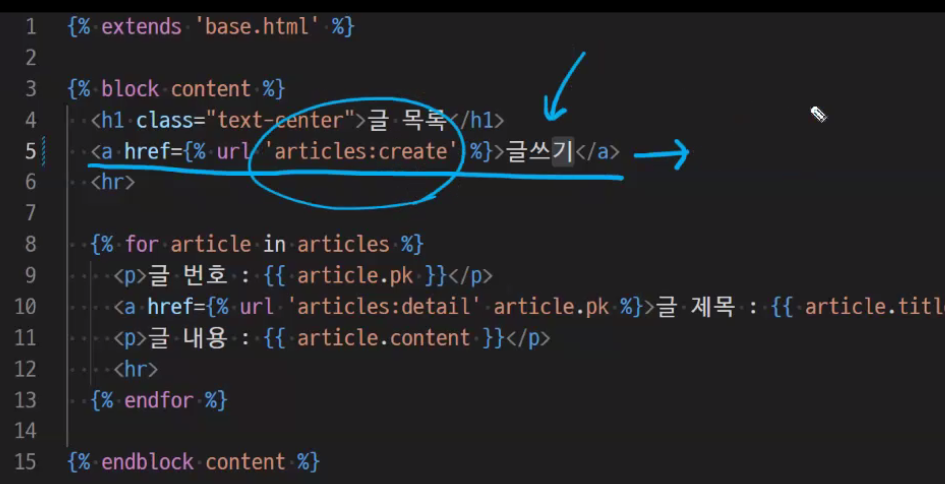 1 {% extends 'base.html' %}
2
3 {% block content %}
4 <h1 class="text-center">글 목록</h1>
5 <a href={% url 'articles:create' %}>글쓰기</a>
6 <hr>
7
8 {% for article in articles %}
9 <p>글 번호 : {{ article.pk }}</p>
10 <a href={% url 'articles:detail' article.pk %}>글 제목 : {{ article.titl
11 <p>글 내용 : {{ article.content }}</p>
12 <hr>
13 {% endfor %}
14
15 {% endblock content %}